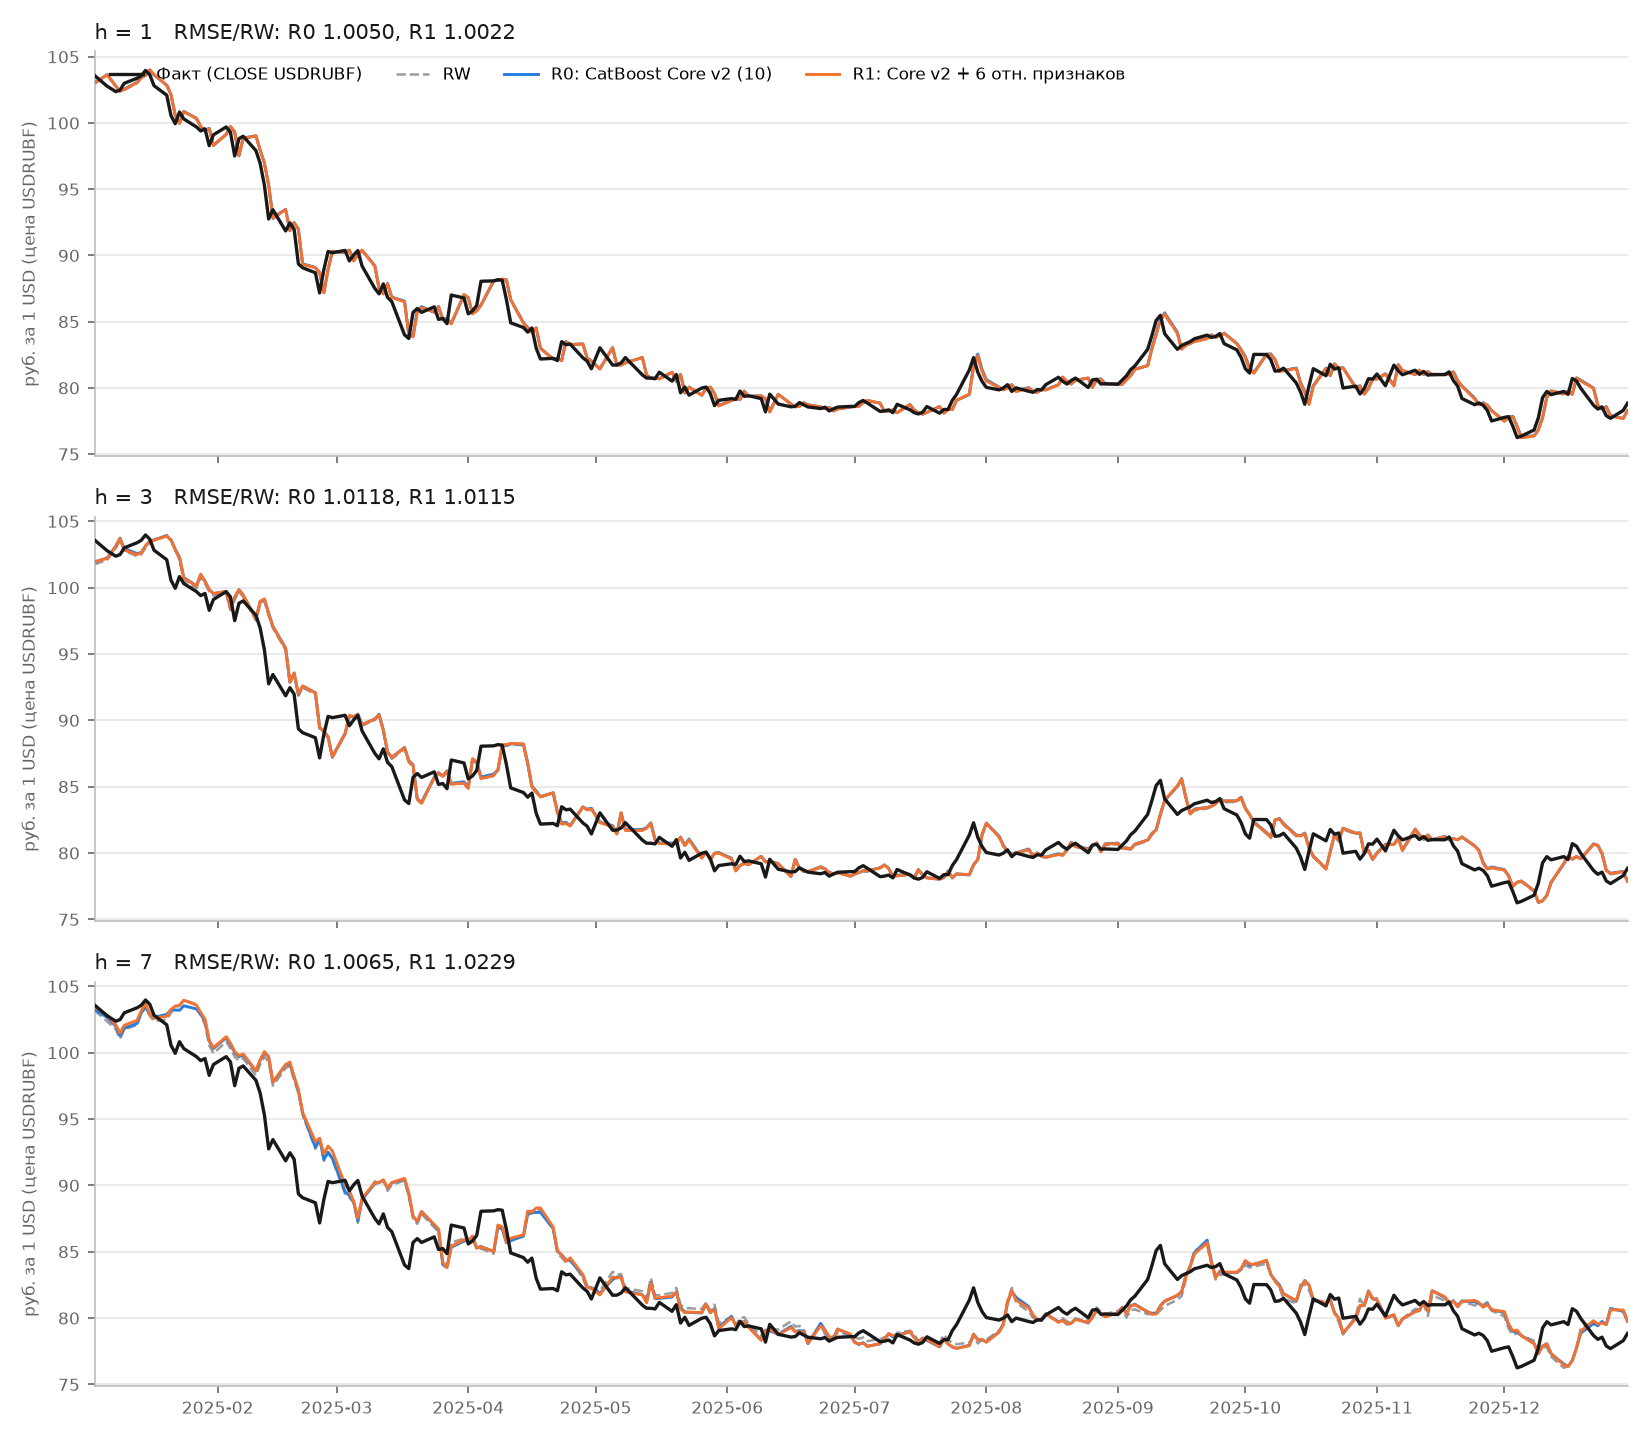 h = 1   RMSE/RW: R0 1.0050, R1 1.0022
Факт (CLOSE USDRUBF)   RW   R0: CatBoost Core v2 (10)   R1: Core v2 + 6 отн. признаков
руб. за 1 USD (цена USDRUBF)
105
100
95
90
85
80
75
h = 3   RMSE/RW: R0 1.0118, R1 1.0115
руб. за 1 USD (цена USDRUBF)
105
100
95
90
85
80
75
h = 7   RMSE/RW: R0 1.0065, R1 1.0229
руб. за 1 USD (цена USDRUBF)
105
100
95
90
85
80
75
2025-02   2025-03   2025-04   2025-05   2025-06   2025-07   2025-08   2025-09   2025-10   2025-11   2025-12